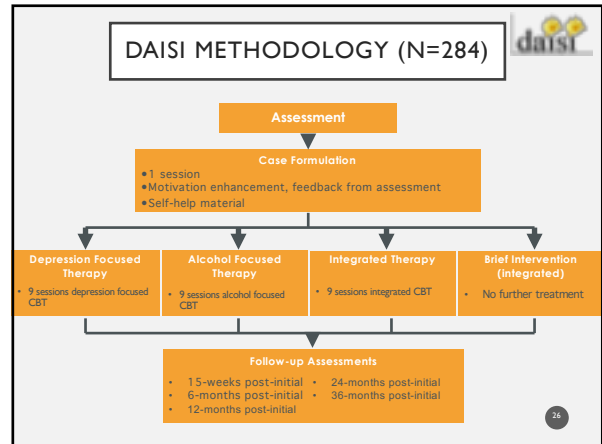 DAISI METHODOLOGY (N=284)
daisi
Assessment
Case Formulation
•1 session
•Motivation enhancement, feedback from assessment
•Self-help material
Depression Focused
Therapy
• 9 sessions depression focused
CBT
Alcohol Focused
Therapy
• 9 sessions alcohol focused
CBT
Integrated Therapy
• 9 sessions integrated CBT
Brief Intervention
(integrated)
• No further treatment
Follow-up Assessments
• 15-weeks post-initial
• 6-months post-initial
• 12-months post-initial
• 24-months post-initial
• 36-months post-initial
26